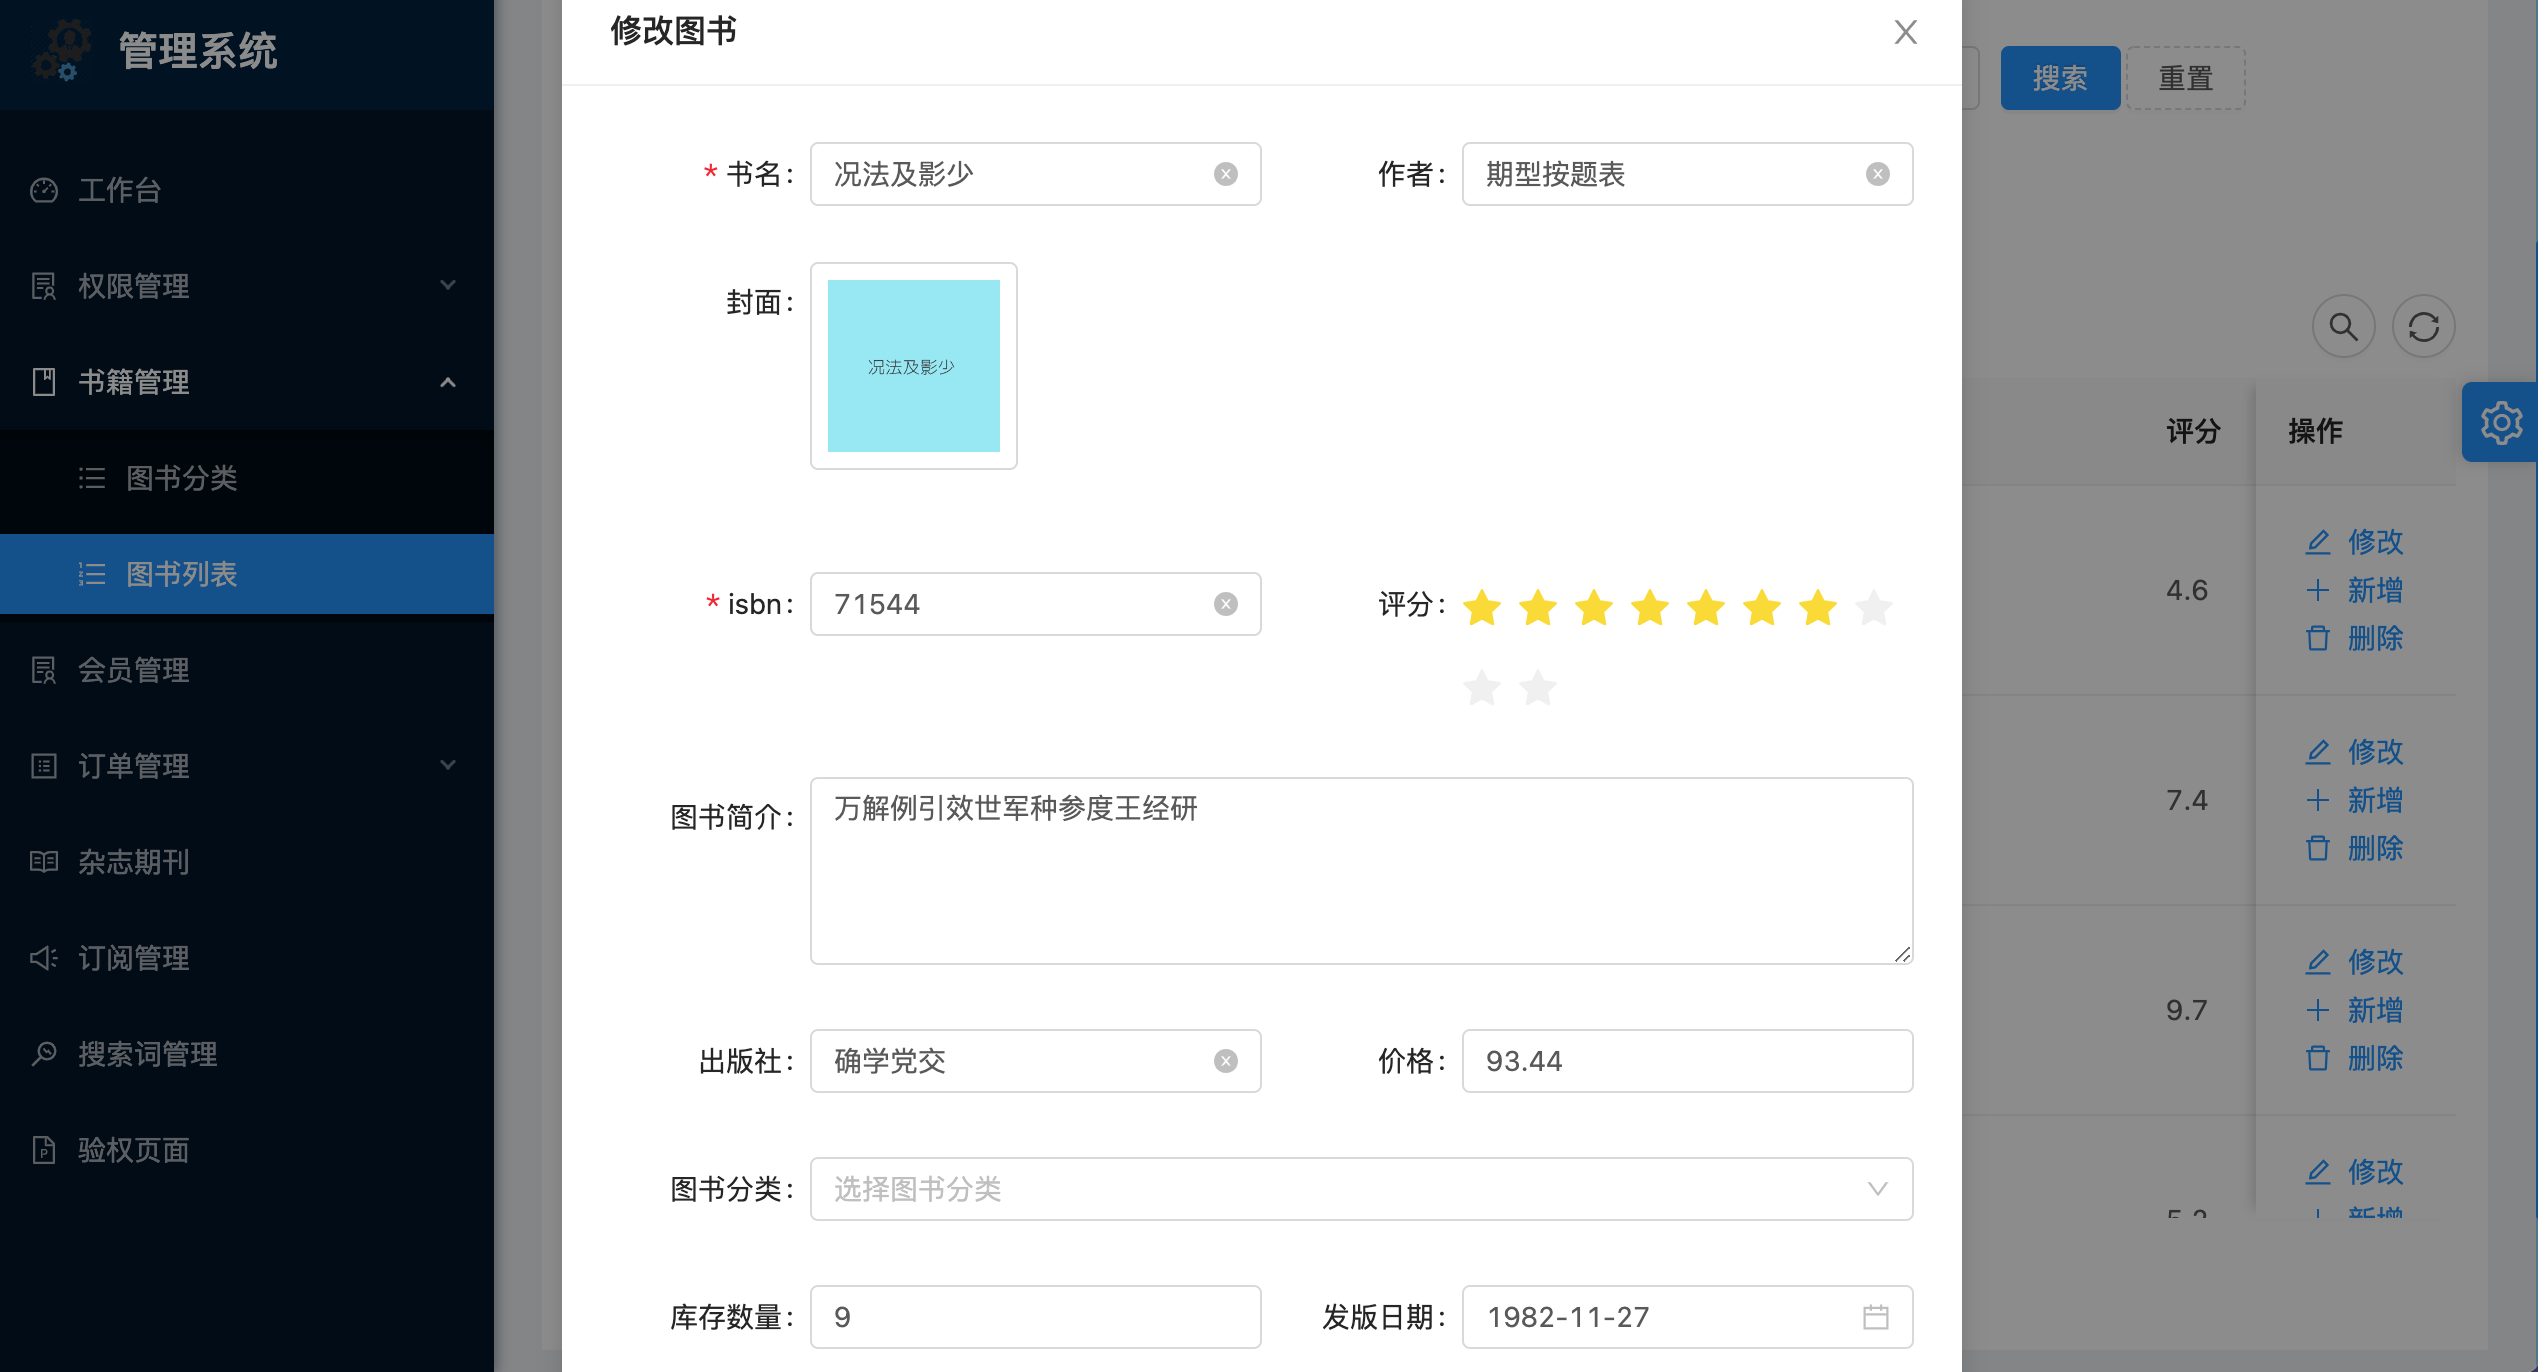 管理系统
工作台
权限管理
书籍管理
图书分类
图书列表
会员管理
订单管理
杂志期刊
订阅管理
搜索词管理
验权页面
修改图书
* 书名: 况法及影少
作者: 期型按题表
封面:
况法及影少
* isbn: 71544
评分:
图书简介: 万解例引效世军种参度王经研
出版社: 确学党交
价格: 93.44
图书分类: 选择图书分类
库存数量: 9
发版日期: 1982-11-27
搜索 重置
评分 操作
修改
4.6 新增
删除
修改
7.4 新增
删除
修改
9.7 新增
删除
修改
新增